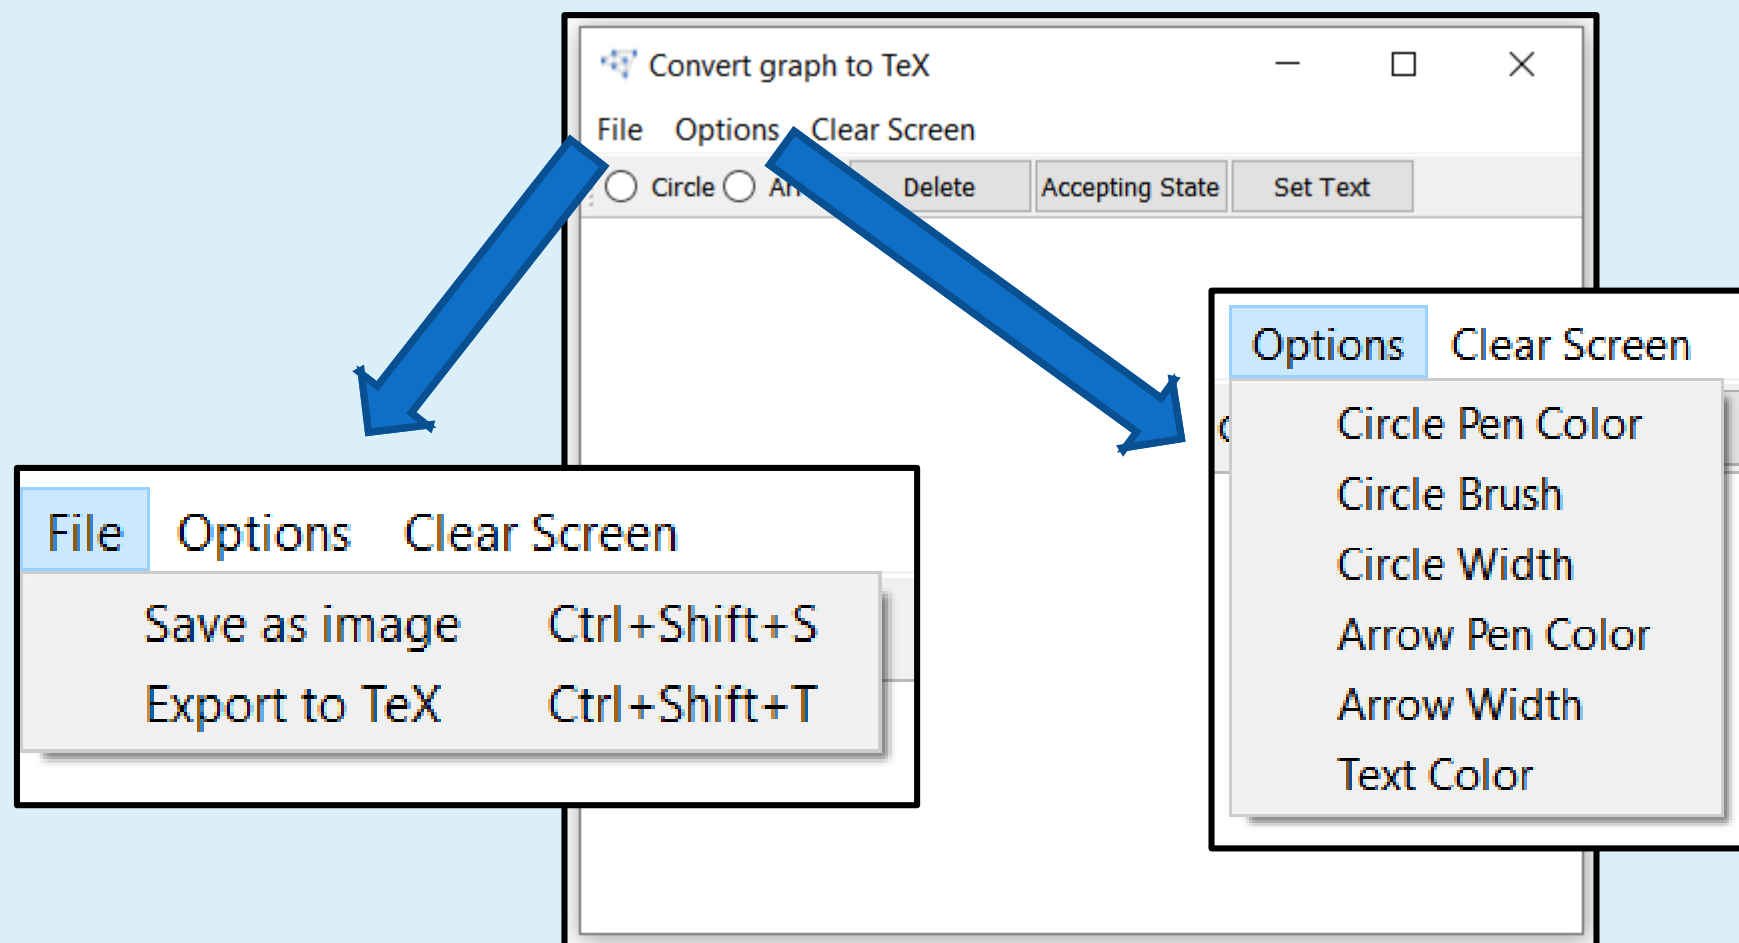 Convert graph to TeX
File Options Clear Screen
Circle Delete Accepting State Set Text
Options Clear Screen
Circle Pen Color
Circle Brush
Circle Width
Arrow Pen Color
Arrow Width
Text Color
File Options Clear Screen
Save as image Ctrl+Shift+S
Export to TeX Ctrl+Shift+T